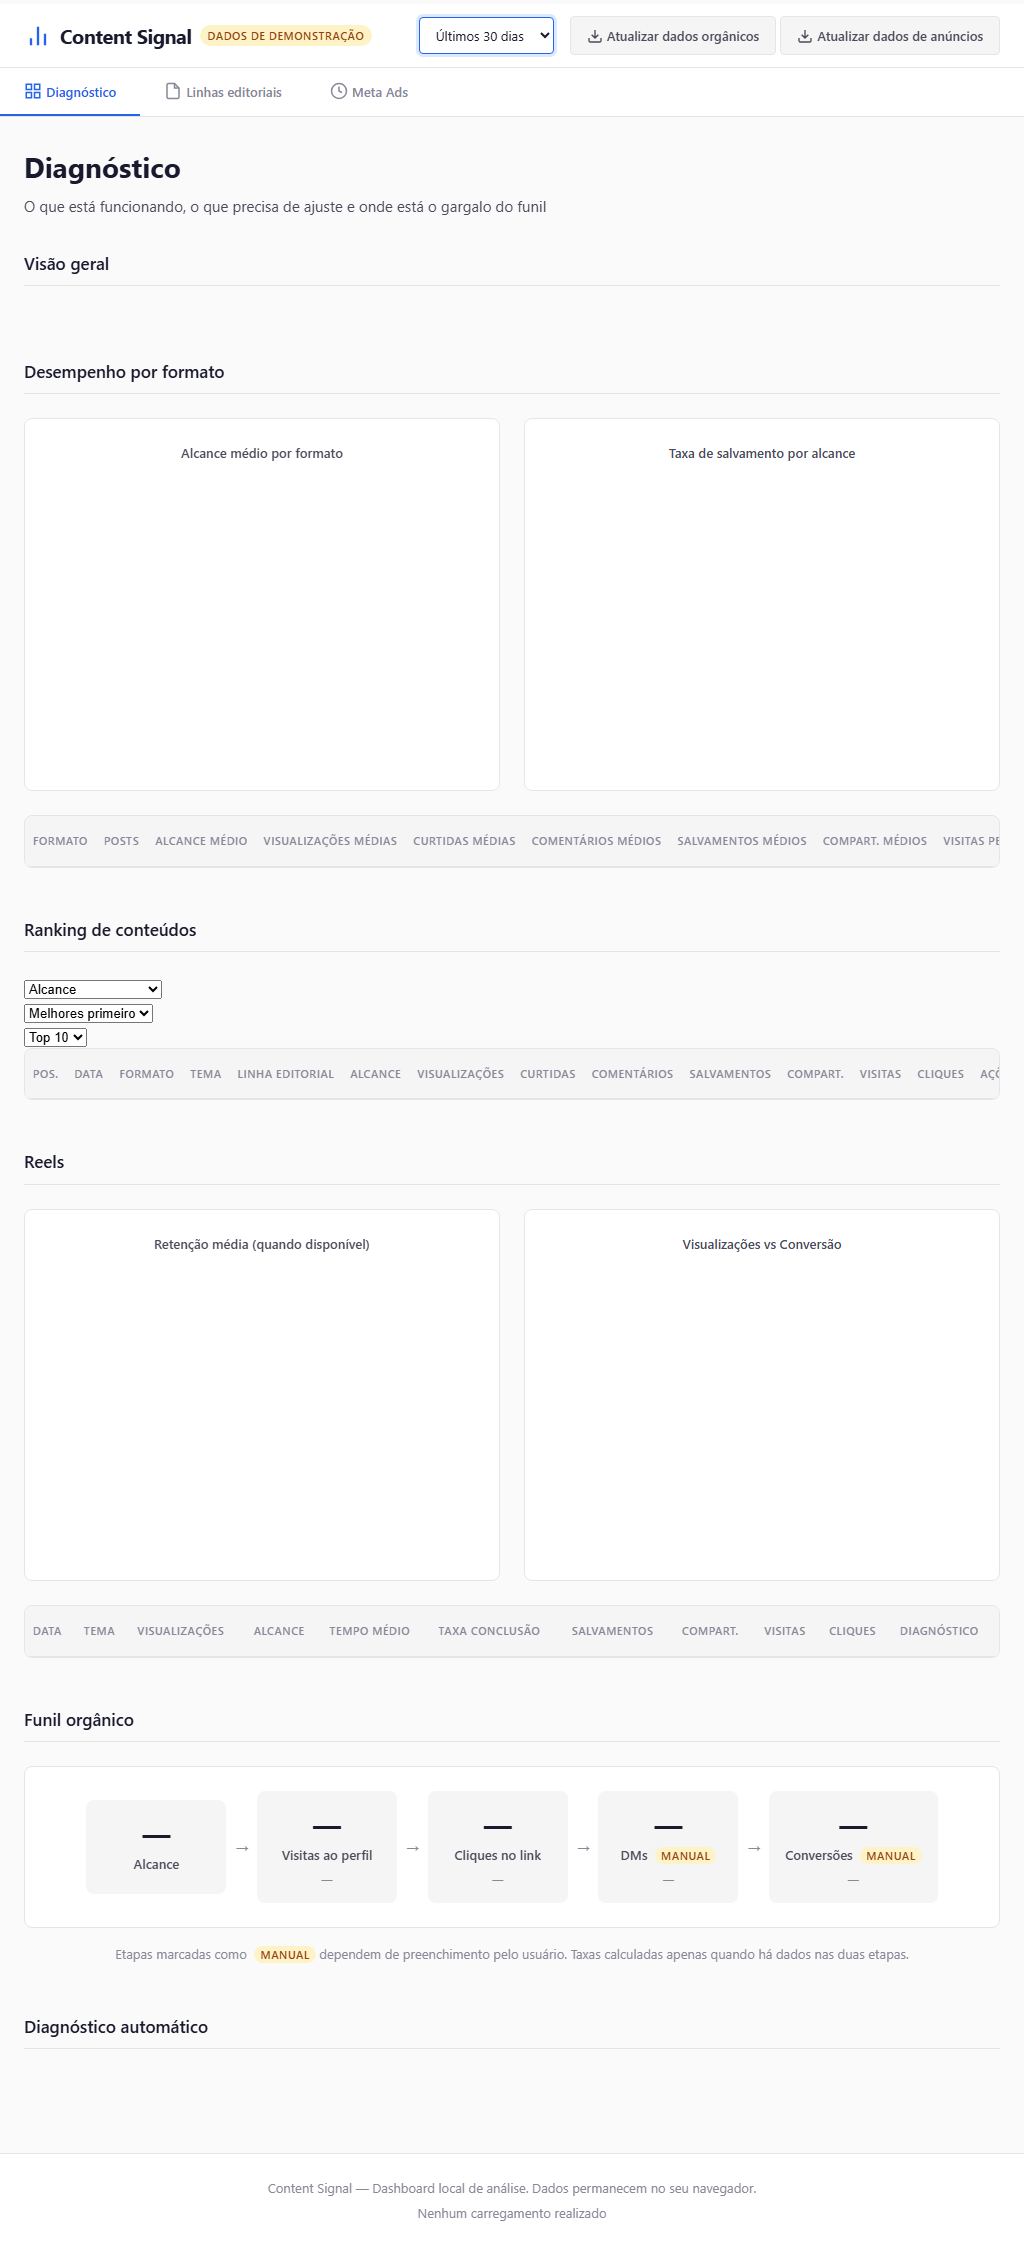 Content Signal DADOS DE DEMONSTRAÇÃO Últimos 30 dias Atualizar dados orgânicos Atualizar dados de anúncios
Diagnóstico Linhas editoriais Meta Ads
Diagnóstico
O que está funcionando, o que precisa de ajuste e onde está o gargalo do funil
Visão geral
Desempenho por formato
Alcance médio por formato Taxa de salvamento por alcance
FORMATO POSTS ALCANCE MÉDIO VISUALIZAÇÕES MÉDIAS CURTIDAS MÉDIAS COMENTÁRIOS MÉDIOS SALVAMENTOS MÉDIOS COMPART. MÉDIOS VISITAS PE
Ranking de conteúdos
Alcance
Melhores primeiro
Top 10
POS. DATA FORMATO TEMA LINHA EDITORIAL ALCANCE VISUALIZAÇÕES CURTIDAS COMENTÁRIOS SALVAMENTOS COMPART. VISITAS CLIQUES AÇÕ
Reels
Retenção média (quando disponível) Visualizações vs Conversão
DATA TEMA VISUALIZAÇÕES ALCANCE TEMPO MÉDIO TAXA CONCLUSÃO SALVAMENTOS COMPART. VISITAS CLIQUES DIAGNÓSTICO
Funil orgânico
— → — → — → — → —
Alcance Visitas ao perfil Cliques no link DMs MANUAL Conversões MANUAL
— — — —
Etapas marcadas como MANUAL dependem de preenchimento pelo usuário. Taxas calculadas apenas quando há dados nas duas etapas.
Diagnóstico automático
Content Signal — Dashboard local de análise. Dados permanecem no seu navegador.
Nenhum carregamento realizado